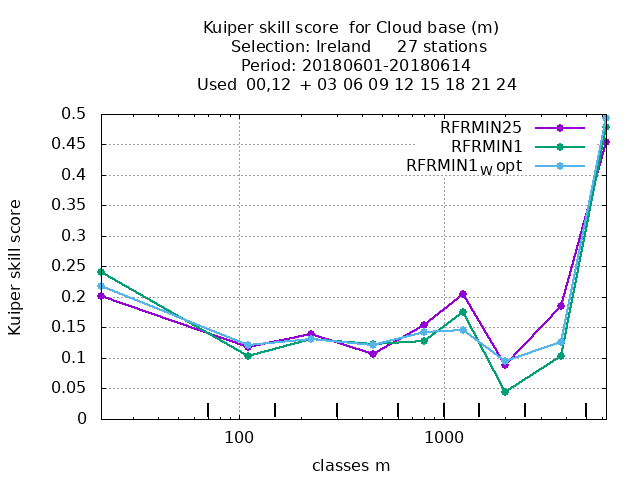 Kuiper skill score for Cloud base (m)
Selection: Ireland 27 stations
Period: 20180601-20180614
Used 00,12 + 03 06 09 12 15 18 21 24
RFRMIN25
RFRMIN1
RFRMIN1W opt
0.5
0.45
0.4
0.35
0.3
0.25
0.2
0.15
0.1
0.05
0
Kuiper skill score
100 1000
classes m